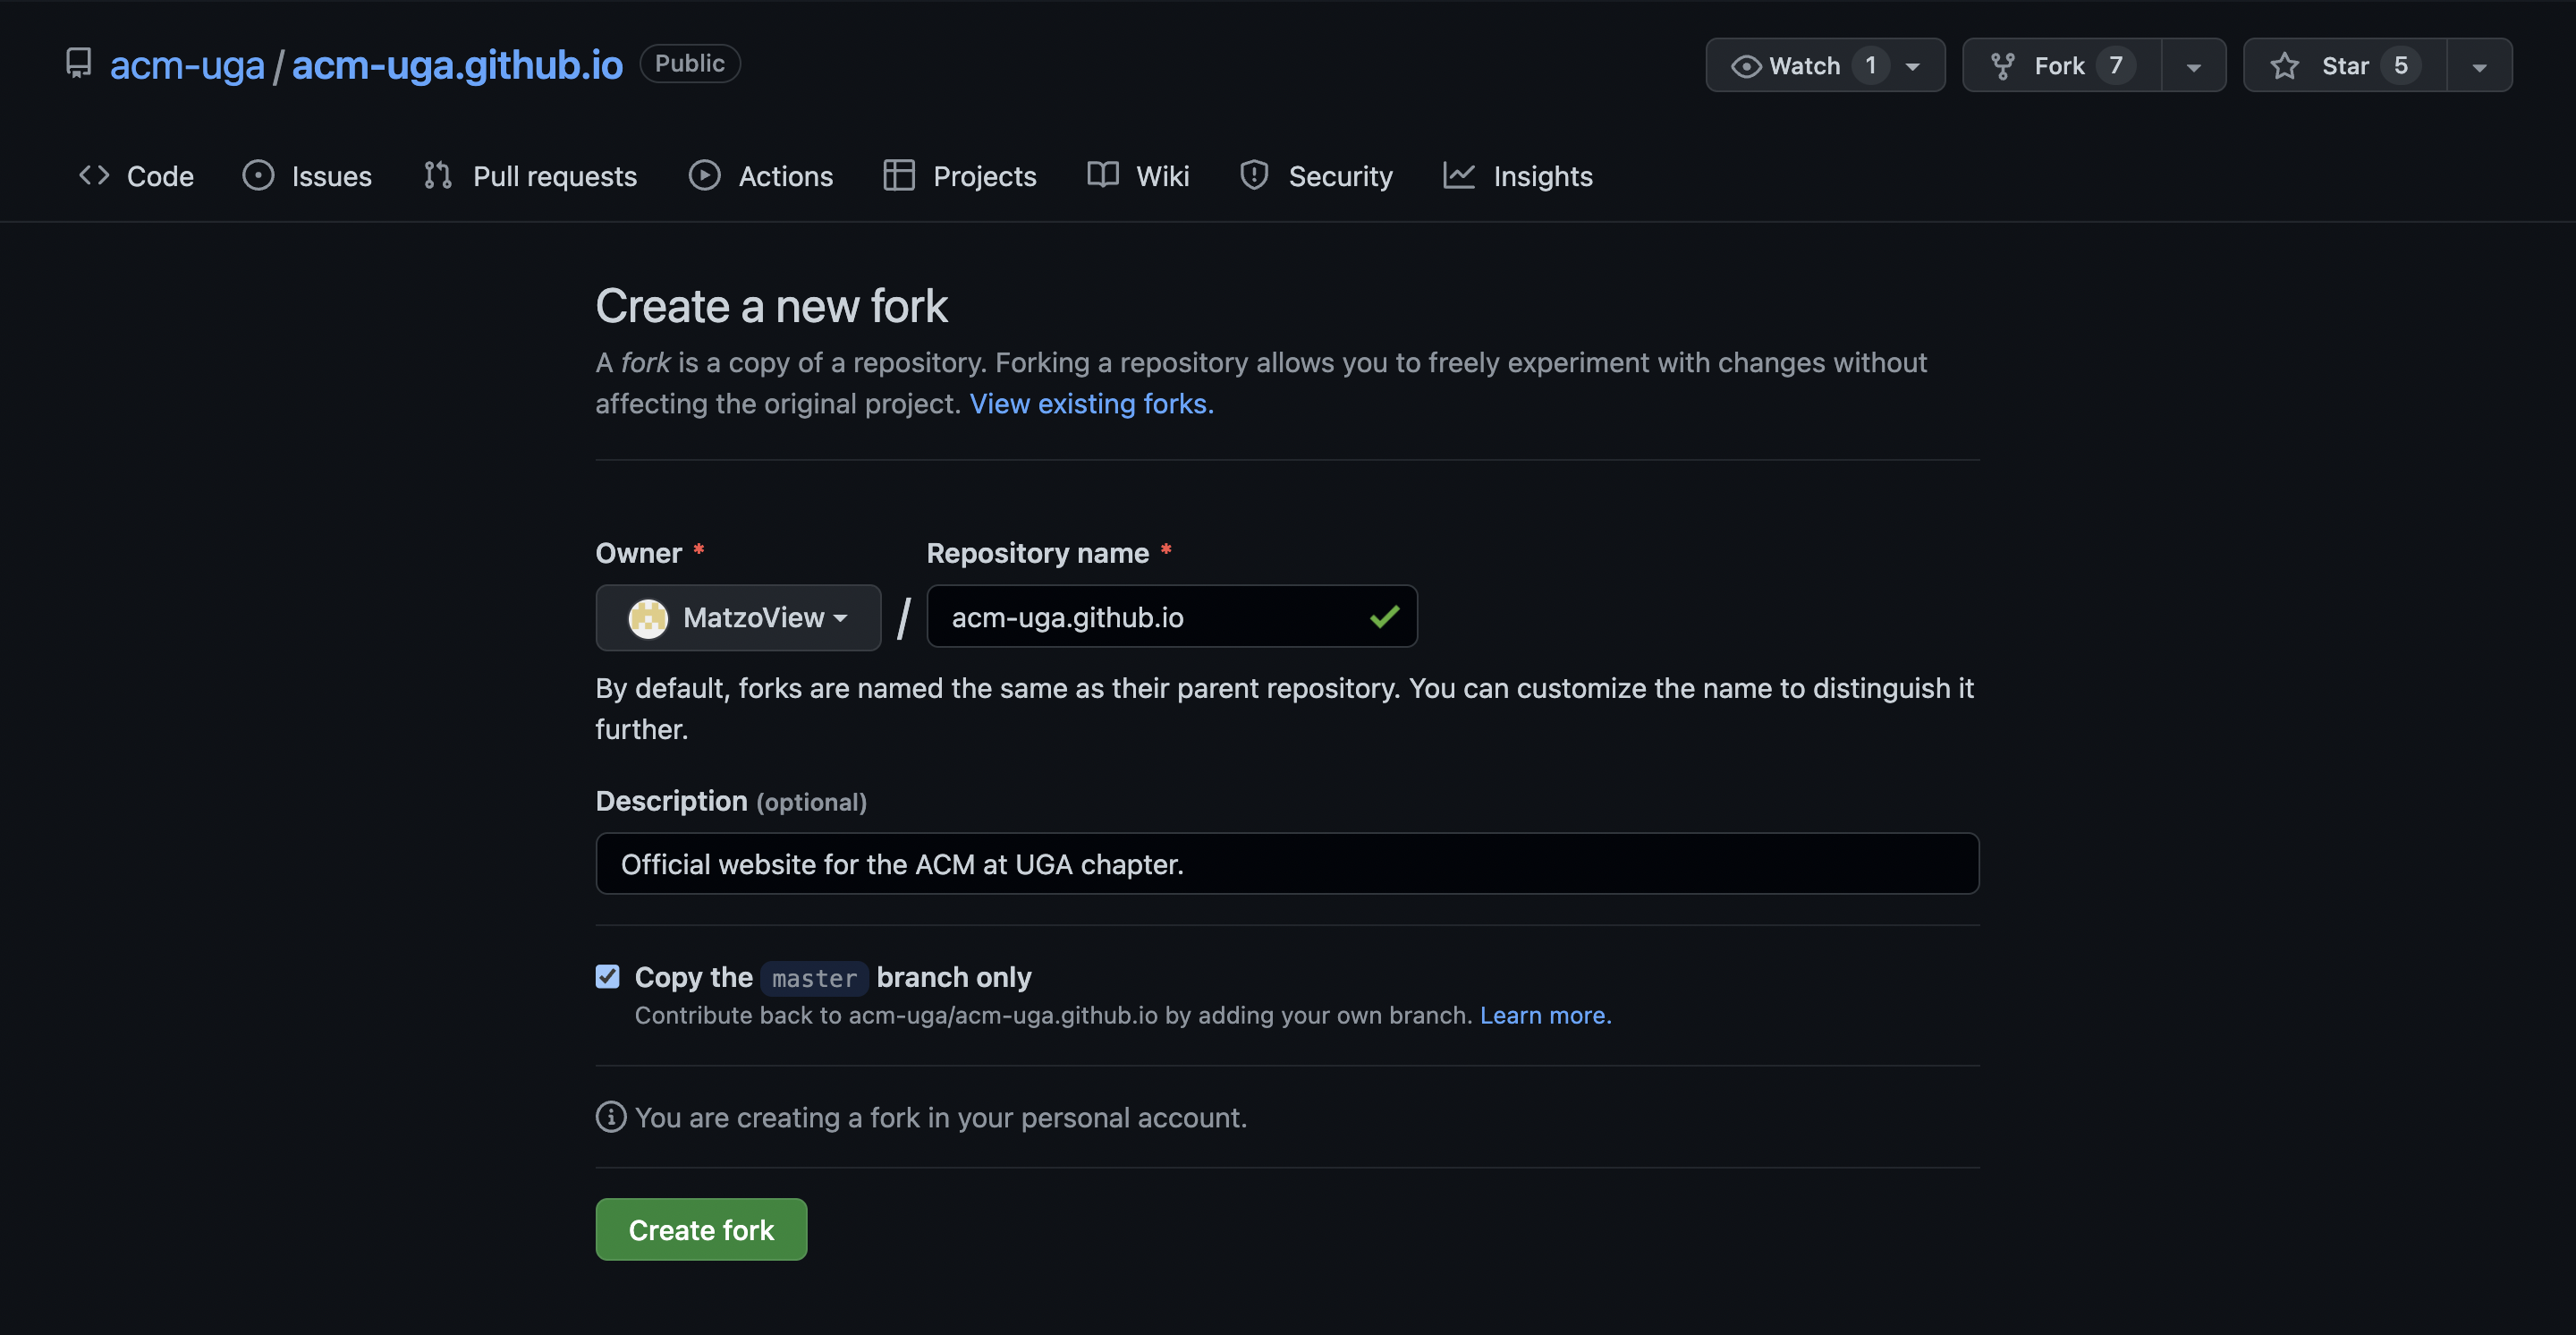 acm-uga / acm-uga.github.io Public Watch 1 Fork 7 Star 5
Code Issues Pull requests Actions Projects Wiki Security Insights
Create a new fork
A fork is a copy of a repository. Forking a repository allows you to freely experiment with changes without
affecting the original project. View existing forks.
Owner * Repository name *
MatzoView / acm-uga.github.io
By default, forks are named the same as their parent repository. You can customize the name to distinguish it
further.
Description (optional)
Official website for the ACM at UGA chapter.
Copy the master branch only
Contribute back to acm-uga/acm-uga.github.io by adding your own branch. Learn more.
You are creating a fork in your personal account.
Create fork